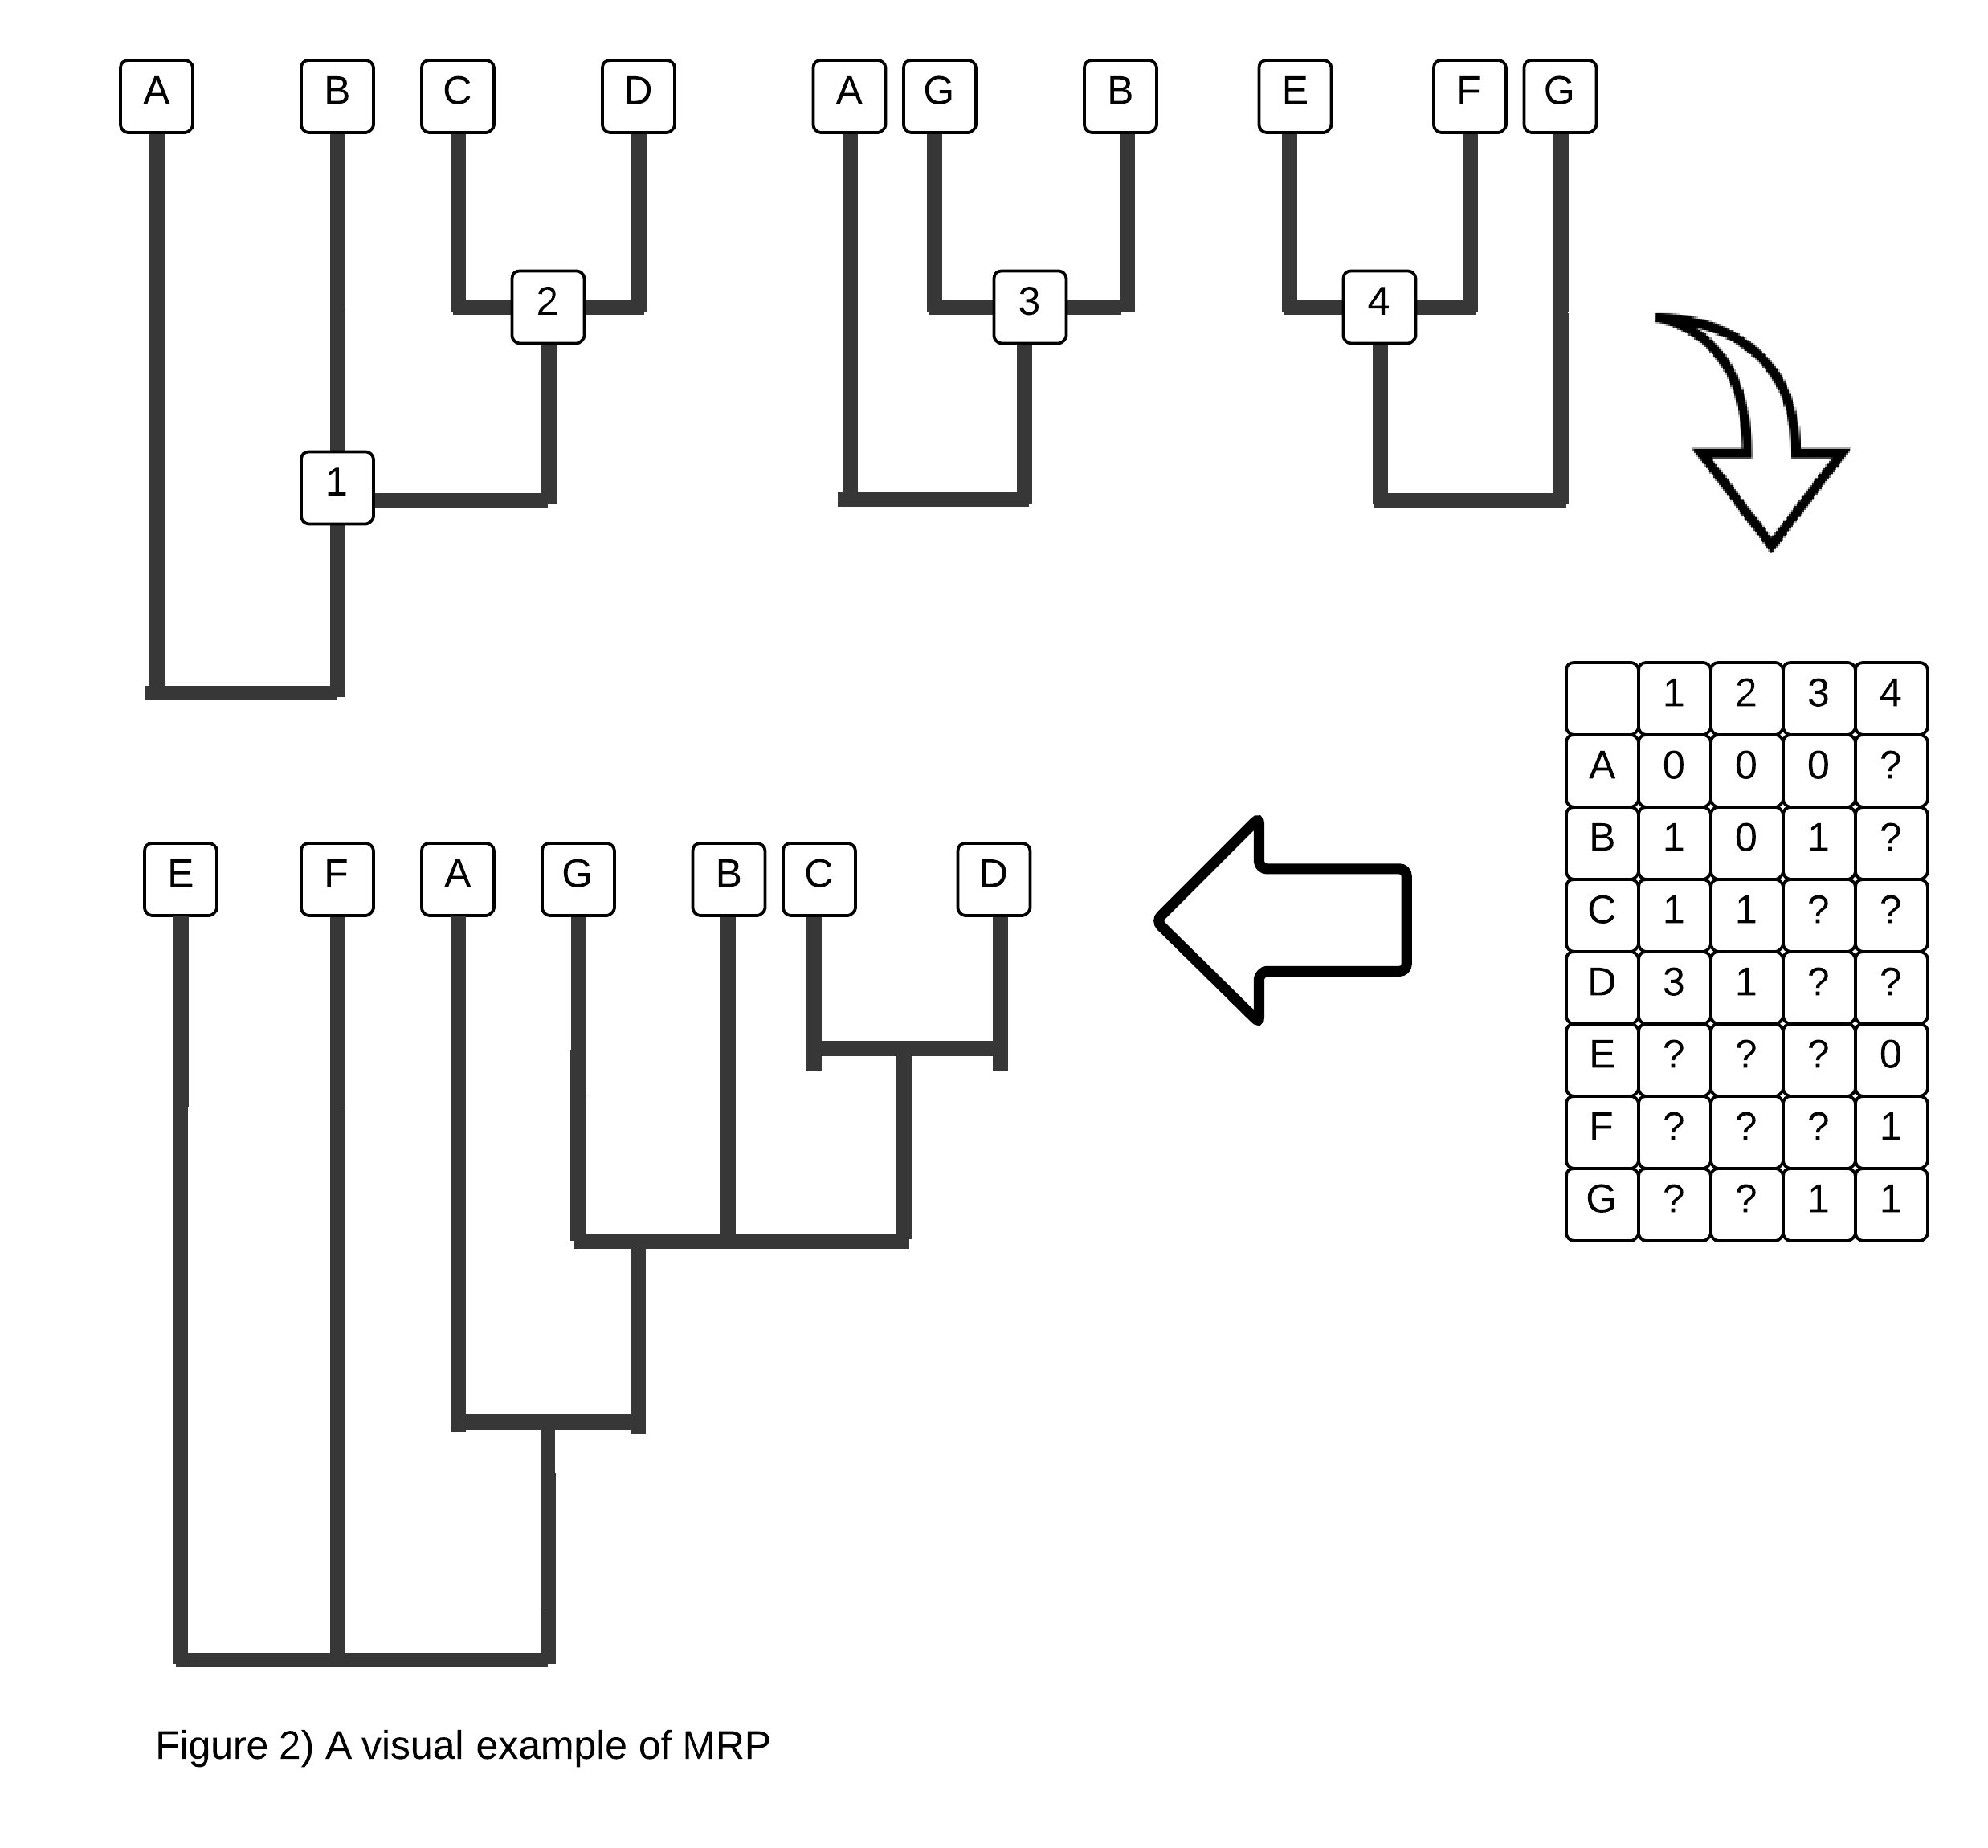 A B C D A G B E F G
2 3 4
1
1 2 3 4
A 0 0 0 ?
B 1 0 1 ?
C 1 1 ? ?
D 3 1 ? ?
E ? ? ? 0
F ? ? ? 1
G ? ? 1 1
E F A G B C D
Figure 2) A visual example of MRP